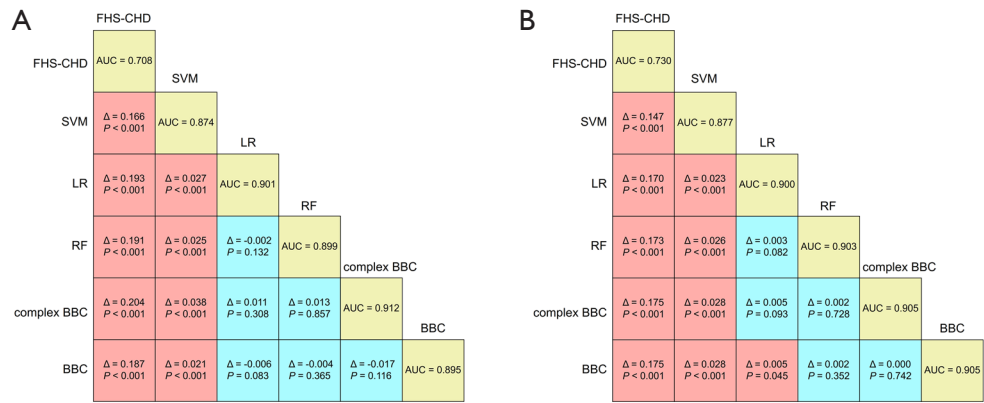 A
FHS-CHD
FHS-CHD
AUC = 0.708
SVM
SVM
Δ = 0.166
P < 0.001
AUC = 0.874
LR
LR
Δ = 0.193
P < 0.001
Δ = 0.027
P < 0.001
AUC = 0.901
RF
RF
Δ = 0.191
P < 0.001
Δ = 0.025
P < 0.001
Δ = -0.002
P = 0.132
AUC = 0.899
complex BBC
complex BBC
Δ = 0.204
P < 0.001
Δ = 0.038
P < 0.001
Δ = 0.011
P = 0.308
Δ = 0.013
P = 0.857
AUC = 0.912
BBC
BBC
Δ = 0.187
P < 0.001
Δ = 0.021
P < 0.001
Δ = -0.006
P = 0.083
Δ = -0.004
P = 0.365
Δ = -0.017
P = 0.116
AUC = 0.895
B
FHS-CHD
FHS-CHD
AUC = 0.730
SVM
SVM
Δ = 0.147
P < 0.001
AUC = 0.877
LR
LR
Δ = 0.170
P < 0.001
Δ = 0.023
P < 0.001
AUC = 0.900
RF
RF
Δ = 0.173
P < 0.001
Δ = 0.026
P < 0.001
Δ = 0.003
P = 0.082
AUC = 0.903
complex BBC
complex BBC
Δ = 0.175
P < 0.001
Δ = 0.028
P < 0.001
Δ = 0.005
P = 0.093
Δ = 0.002
P = 0.728
AUC = 0.905
BBC
BBC
Δ = 0.175
P < 0.001
Δ = 0.028
P < 0.001
Δ = 0.005
P = 0.045
Δ = 0.002
P = 0.352
Δ = 0.000
P = 0.742
AUC = 0.905